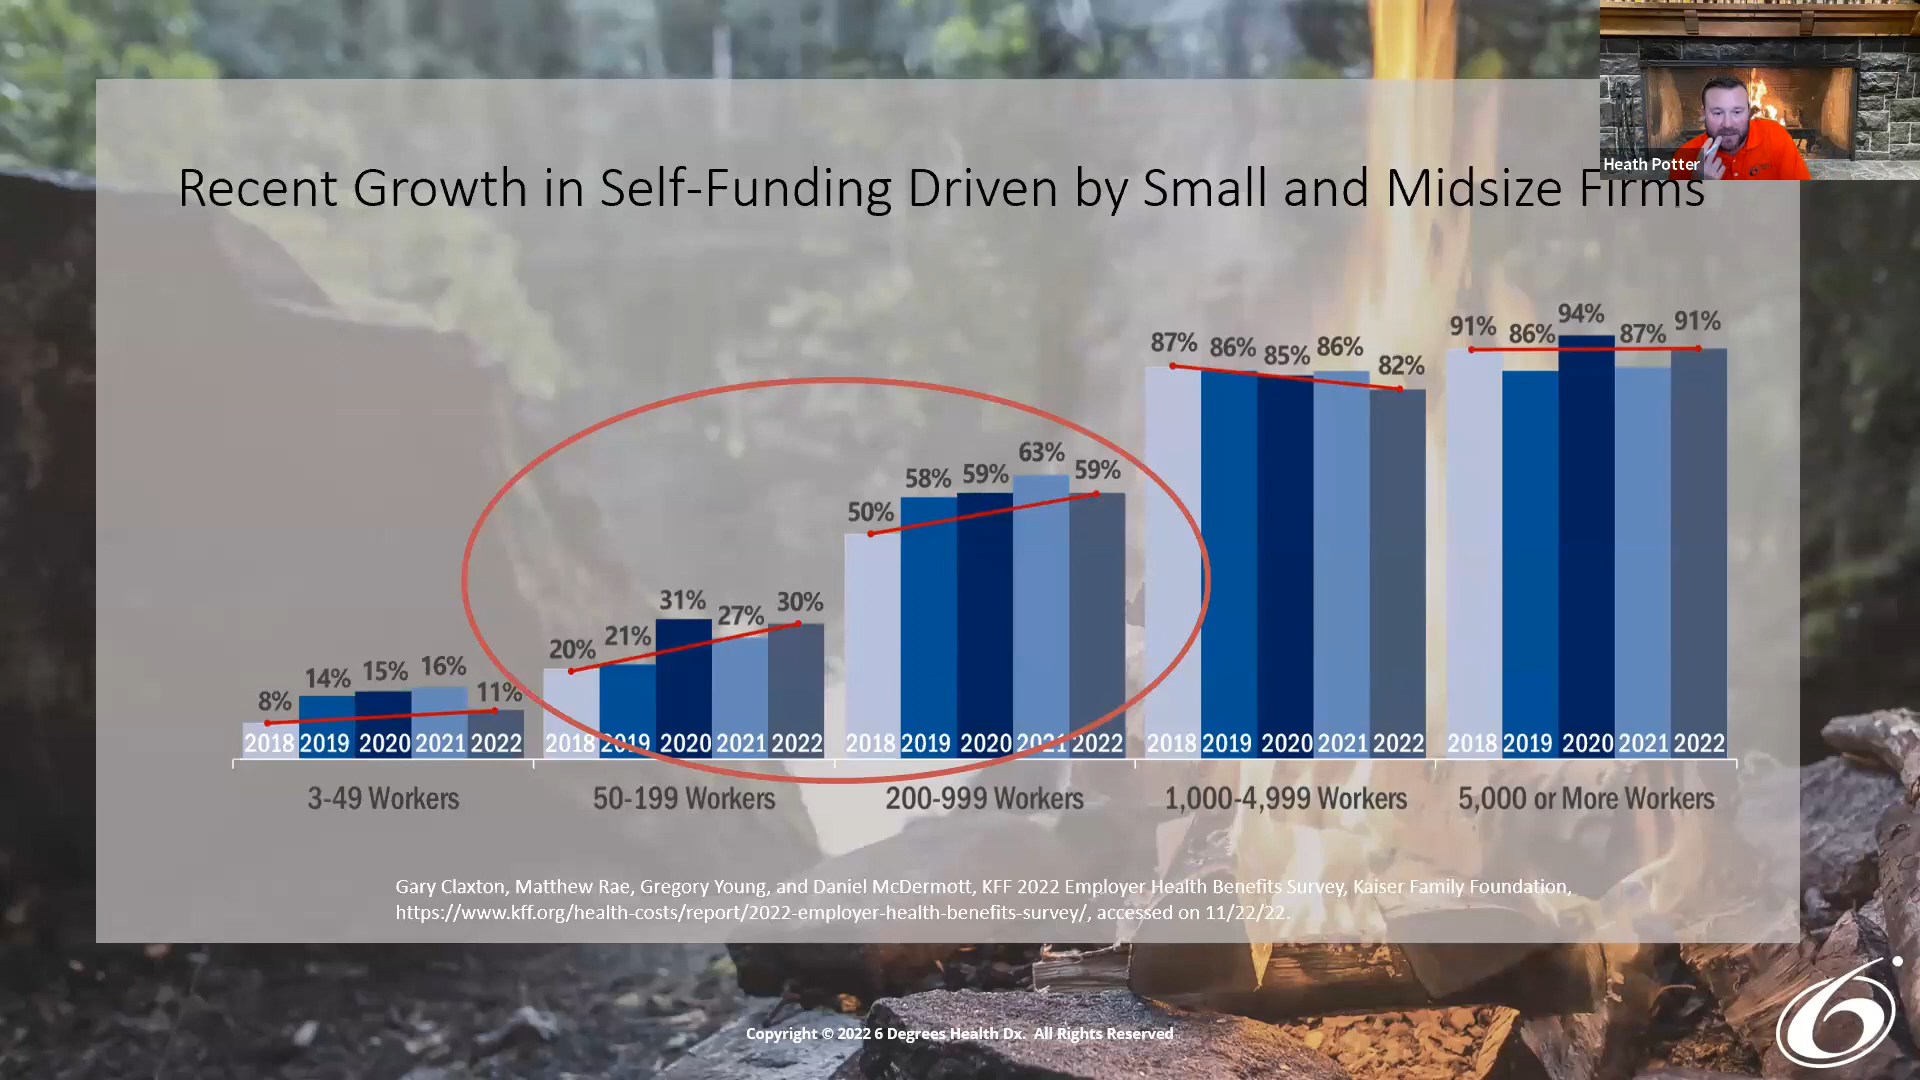 Heath Potter
Recent Growth in Self-Funding Driven by Small and Midsize Firms
8% 14% 15% 16% 11%
20% 21% 31% 27% 30%
50% 58% 59% 63% 59%
87% 86% 85% 86% 82%
91% 86% 94% 87% 91%
2018 2019 2020 2021 2022 2018 2019 2020 2021 2022 2018 2019 2020 2021 2022 2018 2019 2020 2021 2022 2018 2019 2020 2021 2022
3-49 Workers 50-199 Workers 200-999 Workers 1,000-4,999 Workers 5,000 or More Workers
Gary Claxton, Matthew Rae, Gregory Young, and Daniel McDermott, KFF 2022 Employer Health Benefits Survey, Kaiser Family Foundation,
https://www.kff.org/health-costs/report/2022-employer-health-benefits-survey/, accessed on 11/22/22.
Copyright © 2022 6 Degrees Health Dx. All Rights Reserved
6